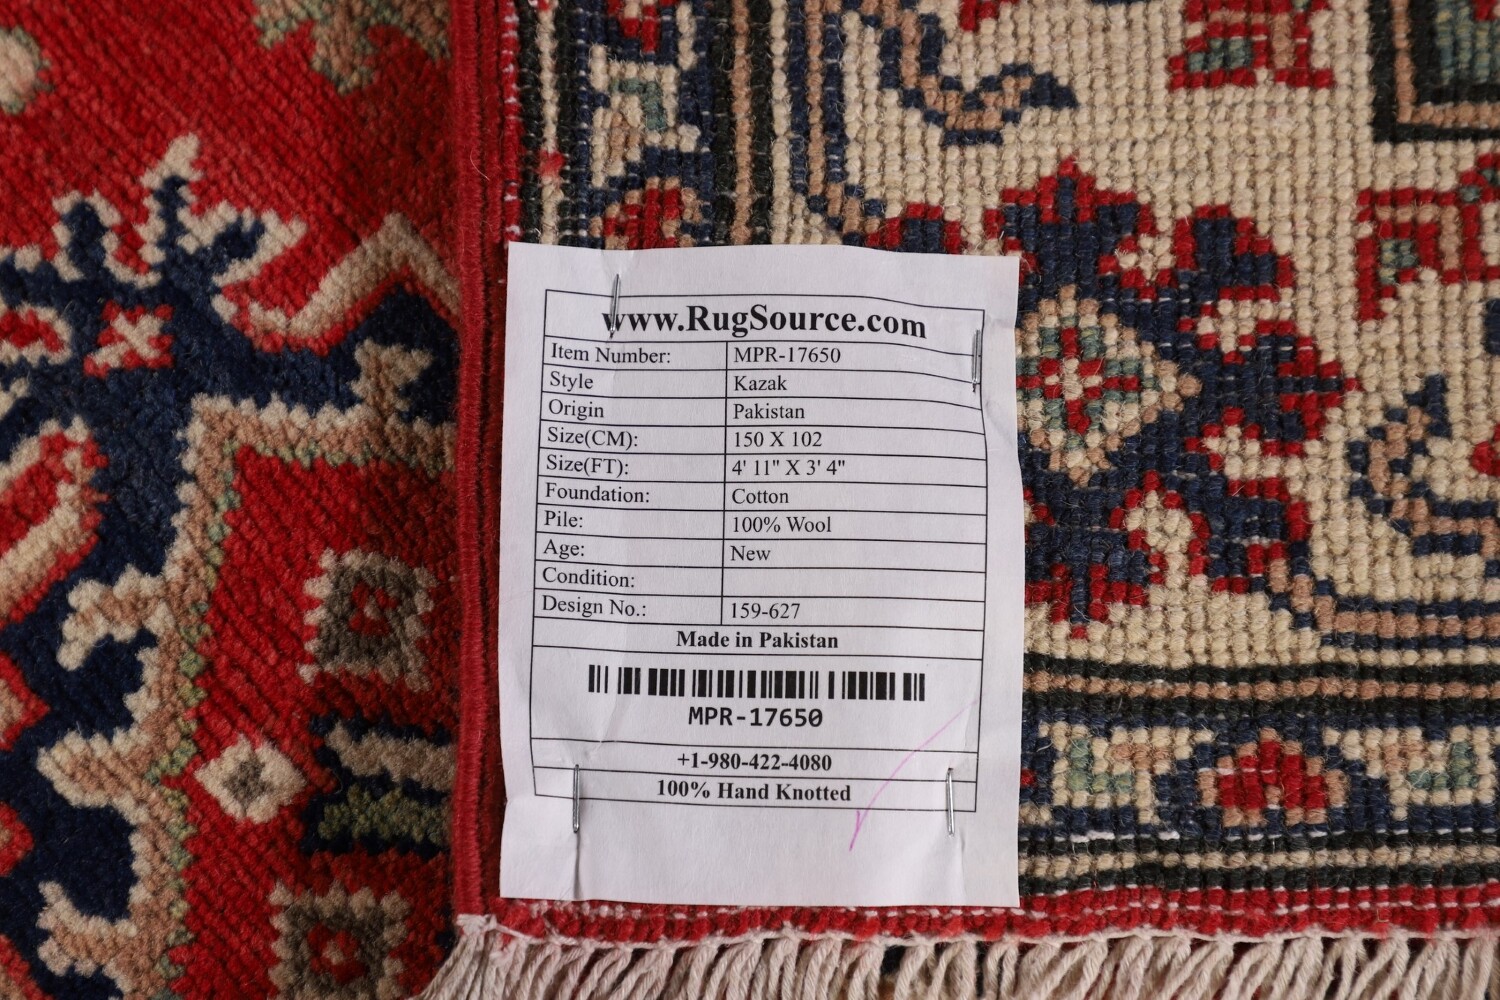 www.RugSource.com
Item Number: MPR-17650
Style Kazak
Origin Pakistan
Size(CM): 150 X 102
Size(FT): 4' 11" X 3' 4"
Foundation: Cotton
Pile: 100% Wool
Age: New
Condition:
Design No.: 159-627
Made in Pakistan
MPR-17650
+1-980-422-4080
100% Hand Knotted